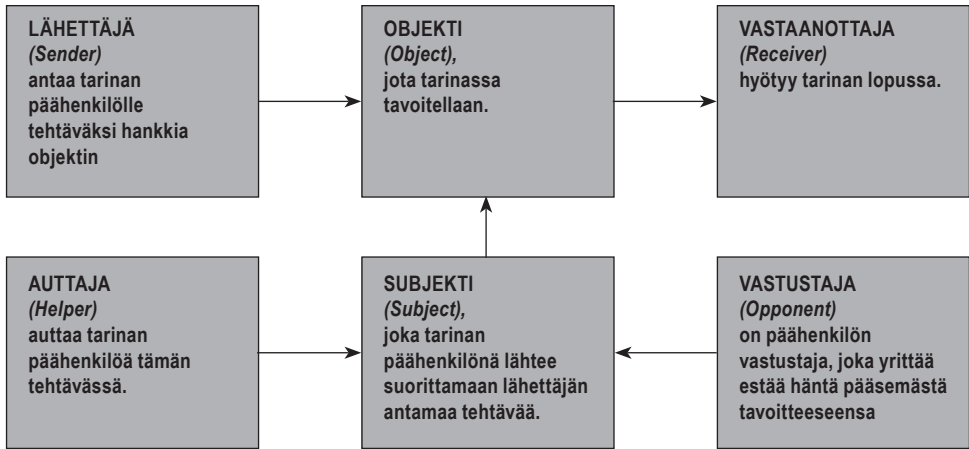 LÄHETTÄJÄ
(Sender)
antaa tarinan
päähenkilölle
tehtäväksi hankkia
objektin
OBJEKTI
(Object),
jota tarinassa
tavoitellaan.
VASTAANOTTAJA
(Receiver)
hyötyy tarinan lopussa.
AUTTAJA
(Helper)
auttaa tarinan
päähenkilöä tämän
tehtävässä.
SUBJEKTI
(Subject),
joka tarinan
päähenkilönä lähtee
suorittamaan lähettäjän
antamaa tehtävää.
VASTUSTAJA
(Opponent)
on päähenkilön
vastustaja, joka yrittää
estää häntä pääsemästä
tavoitteeseensa